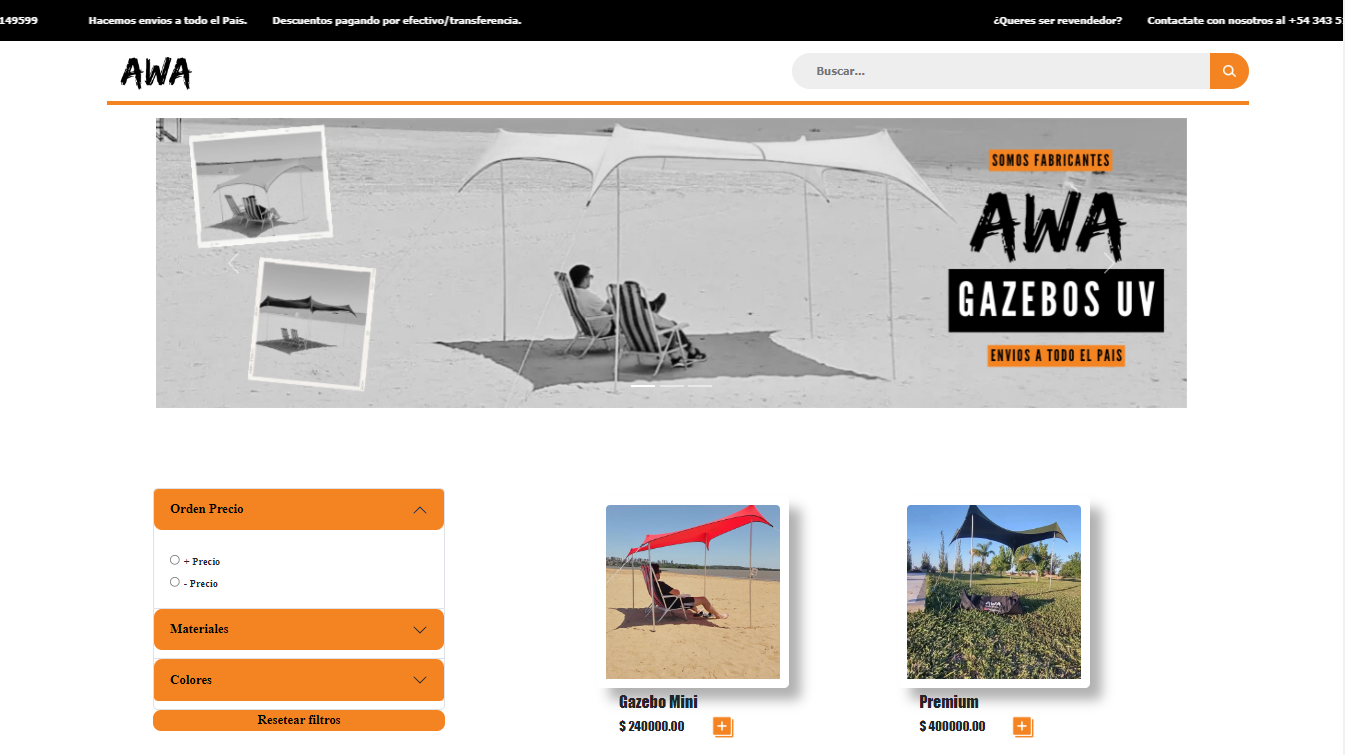 149599 Hacemos envios a todo el Pais. Descuentos pagando por efectivo/transferencia. ¿Queres ser revendedor? Contactate con nosotros al +54 343 5
AWA
Buscar...
SOMOS FABRICANTES
AWA
GAZEBOS UV
ENVIOS A TODO EL PAIS
Orden Precio
+ Precio
- Precio
Materiales
Colores
Resetear filtros
Gazebo Mini
$ 240000.00
AWA
Premium
$ 400000.00